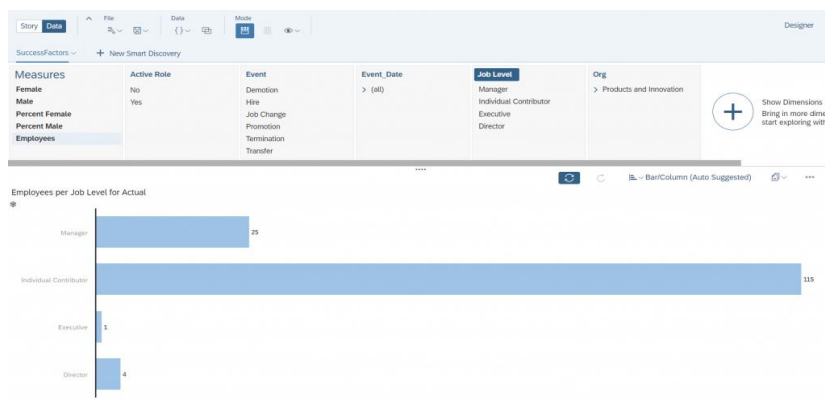 File
Data
Mode
Story Data
Designer
SuccessFactors
New Smart Discovery
Measures
Female
Male
Percent Female
Percent Male
Employees
Active Role
No
Yes
Event
Demotion
Hire
Job Change
Promotion
Termination
Transfer
Event_Date
(all)
Job Level
Manager
Individual Contributor
Executive
Director
Org
Products and Innovation
Show Dimensions
Bring in more dime
start exploring with
Bar/Column (Auto Suggested)
Employees per Job Level for Actual
Manager 25
Individual Contributor 115
Executive 1
Director 4